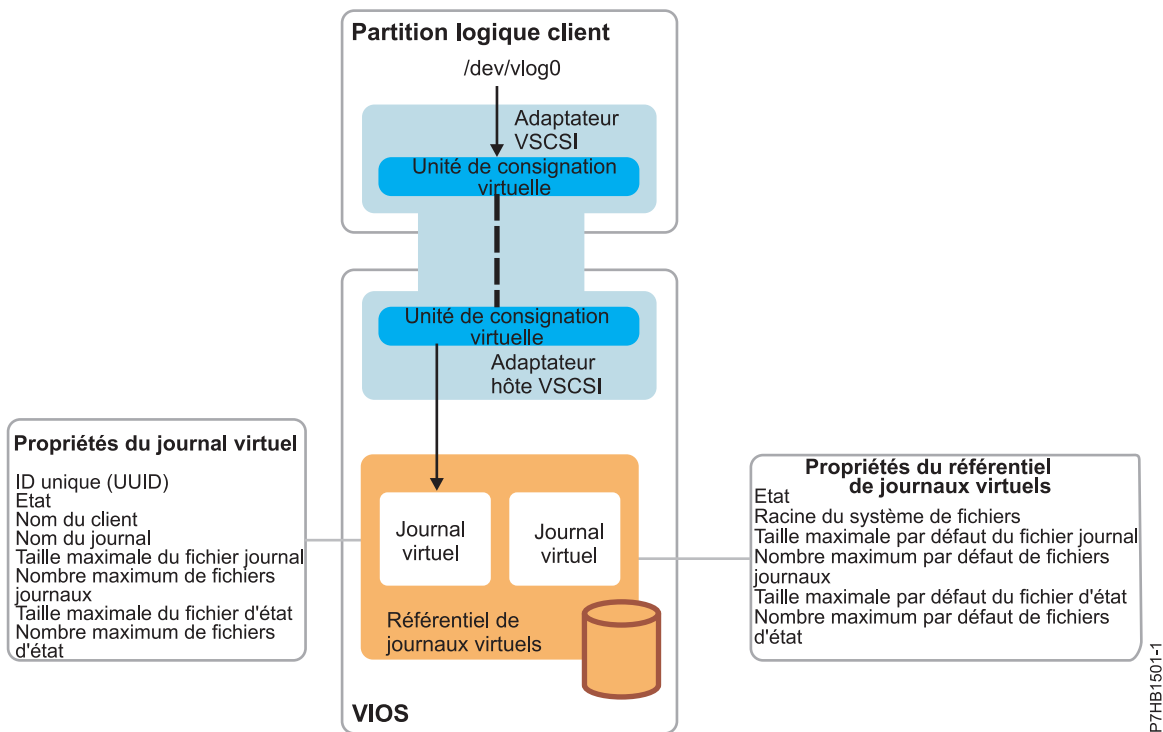 Partition logique client
/dev/vlog0
Adaptateur
VSCSI
Unité de consignation
virtuelle
Unité de consignation
virtuelle
Adaptateur
hôte VSCSI
Propriétés du journal virtuel
ID unique (UUID)
Etat
Nom du client
Nom du journal
Taille maximale du fichier journal
Nombre maximum de fichiers
journaux
Taille maximale du fichier d'état
Nombre maximum de fichiers
d'état
Journal
virtuel
Journal
virtuel
Référentiel de
journaux virtuels
VIOS
Propriétés du référentiel
de journaux virtuels
Etat
Racine du système de fichiers
Taille maximale par défaut du fichier journal
Nombre maximum par défaut de fichiers
journaux
Taille maximale par défaut du fichier d'état
Nombre maximum par défaut de fichiers
d'état
P7HB1501-1